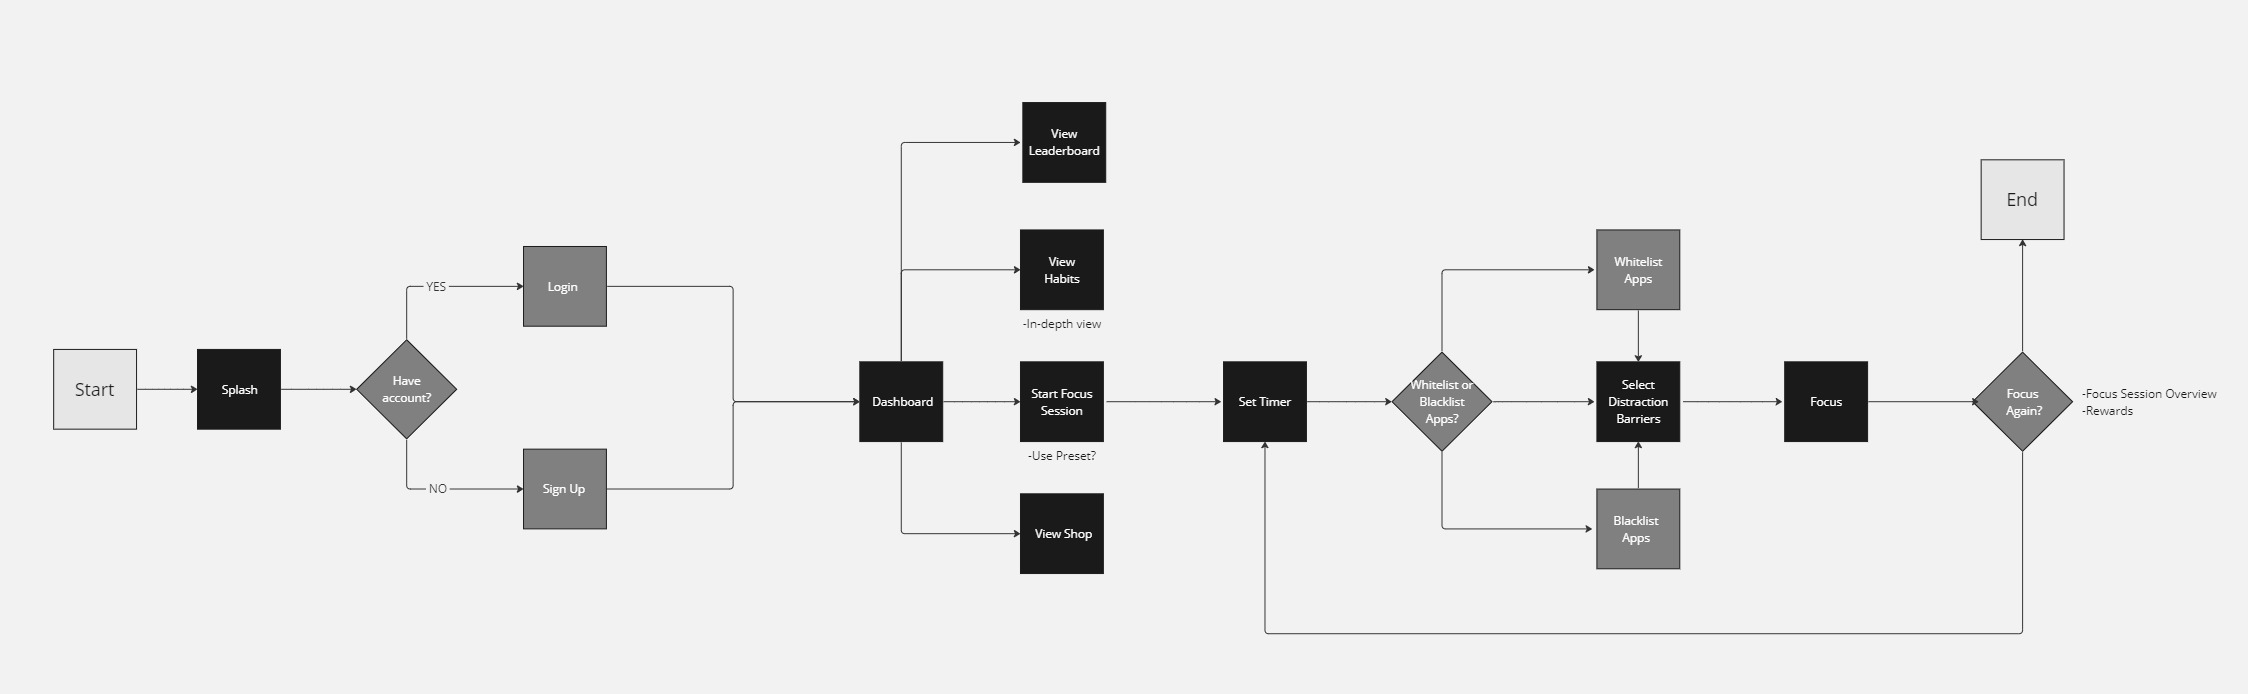 Start
Splash
Have
account?
YES
Login
NO
Sign Up
Dashboard
View
Leaderboard
View
Habits
-In-depth view
Start Focus
Session
-Use Preset?
View Shop
Set Timer
Whitelist or
Blacklist
Apps?
Whitelist
Apps
Select
Distraction
Barriers
Blacklist
Apps
Focus
Focus
Again?
-Focus Session Overview
-Rewards
End